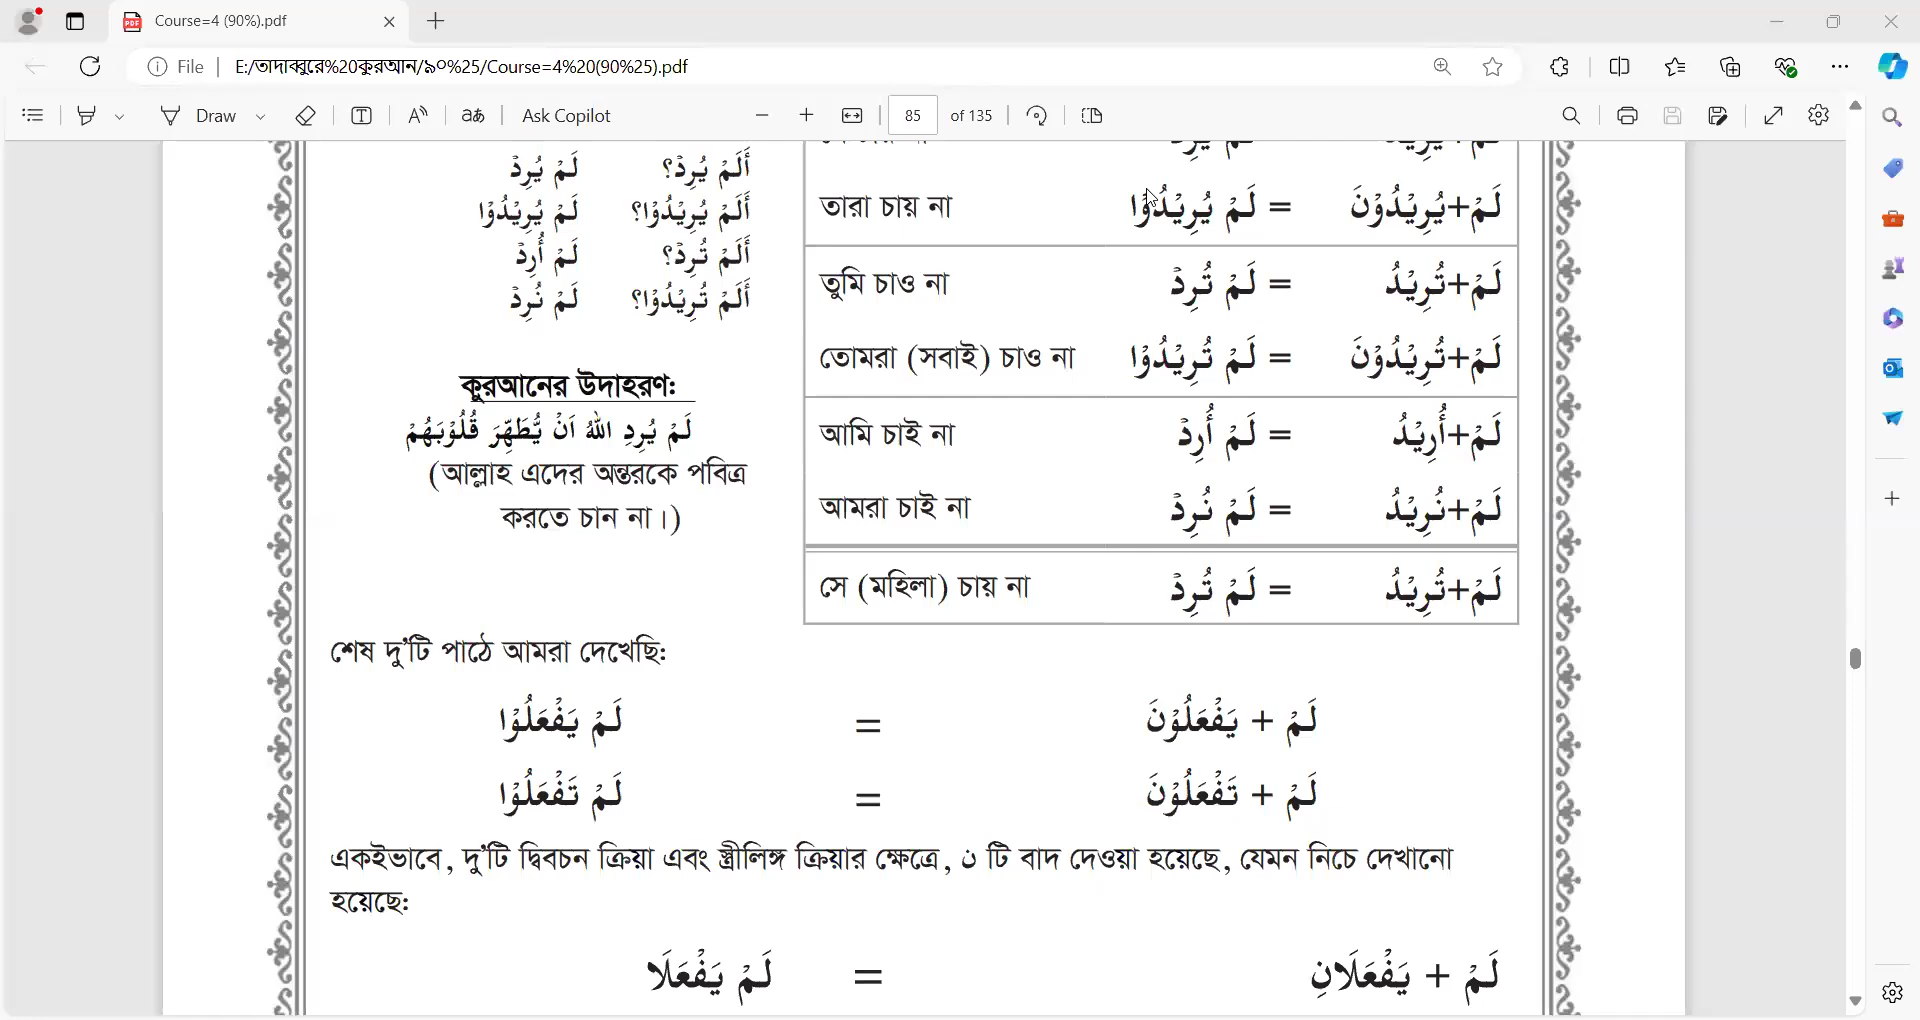 Course=4 (90%).pdf
File
E:/তাদাব্বুরে%20কুরআন/৯০%25/Course=4%20(90%25).pdf
Draw
aあ
Ask Copilot
85 of 135
أَلَمْ يُرِدْ؟ لَمْ يُرِدْ
أَلَمْ يُرِيْدُوْا؟ لَمْ يُرِيْدُوْا
أَلَمْ تُرِدْ؟ لَمْ أُرِدْ
أَلَمْ تُرِيْدُوْا؟ لَمْ نُرِدْ
কুরআনের উদাহরণ:
لَمْ يُرِدِ اللّٰهُ اَنْ يُّطَهِّرَ قُلُوْبَهُمْ
(আল্লাহ এদের অন্তরকে পবিত্র
করতে চান না।)
لَمْ+يُرِيْدُوْنَ = لَمْ يُرِيْدُوْا তারা চায় না
لَمْ+تُرِيْدُ = لَمْ تُرِدْ তুমি চাও না
لَمْ+تُرِيْدُوْنَ = لَمْ تُرِيْدُوْا তোমরা (সবাই) চাও না
لَمْ+أُرِيْدُ = لَمْ أُرِدْ আমি চাই না
لَمْ+نُرِيْدُ = لَمْ نُرِدْ আমরা চাই না
لَمْ+تُرِيْدُ = لَمْ تُرِدْ সে (মহিলা) চায় না
শেষ দু'টি পাঠে আমরা দেখেছি:
لَمْ + يَفْعَلُوْنَ = لَمْ يَفْعَلُوْا
لَمْ + تَفْعَلُوْنَ = لَمْ تَفْعَلُوْا
একইভাবে, দু'টি দ্বিবচন ক্রিয়া এবং স্ত্রীলিঙ্গ ক্রিয়ার ক্ষেত্রে, ن টি বাদ দেওয়া হয়েছে, যেমন নিচে দেখানো
হয়েছে:
لَمْ + يَفْعَلَانِ = لَمْ يَفْعَلَا